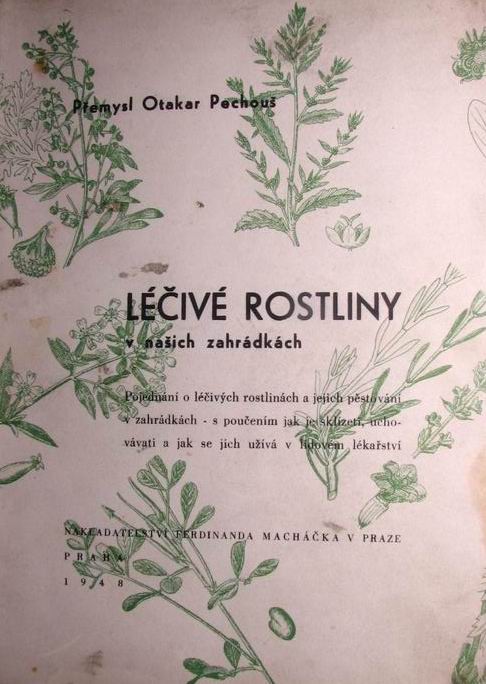 Přemysl Otakar Pechouš
LÉČIVÉ ROSTLINY
v našich zahrádkách
Pojednání o léčivých rostlinách a jejich pěstování
v zahrádkách - s poučením jak je sklízeti, ucho-
vávati a jak se jich užívá v lidovém lékařství
NAKLADATELSTVÍ FERDINANDA MACHÁČKA V PRAZE
PRAHA
1948